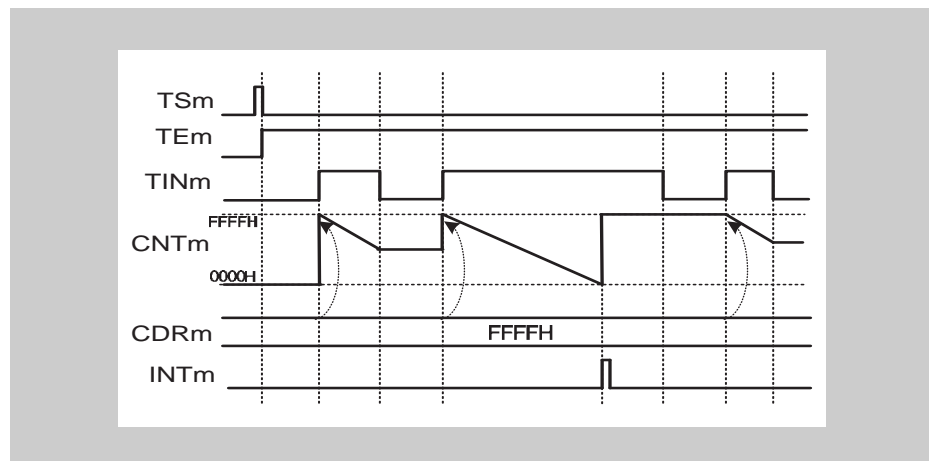 TSm
TEm
TINm
FFFFH
CNTm
0000H
CDRm
FFFFH
INTm